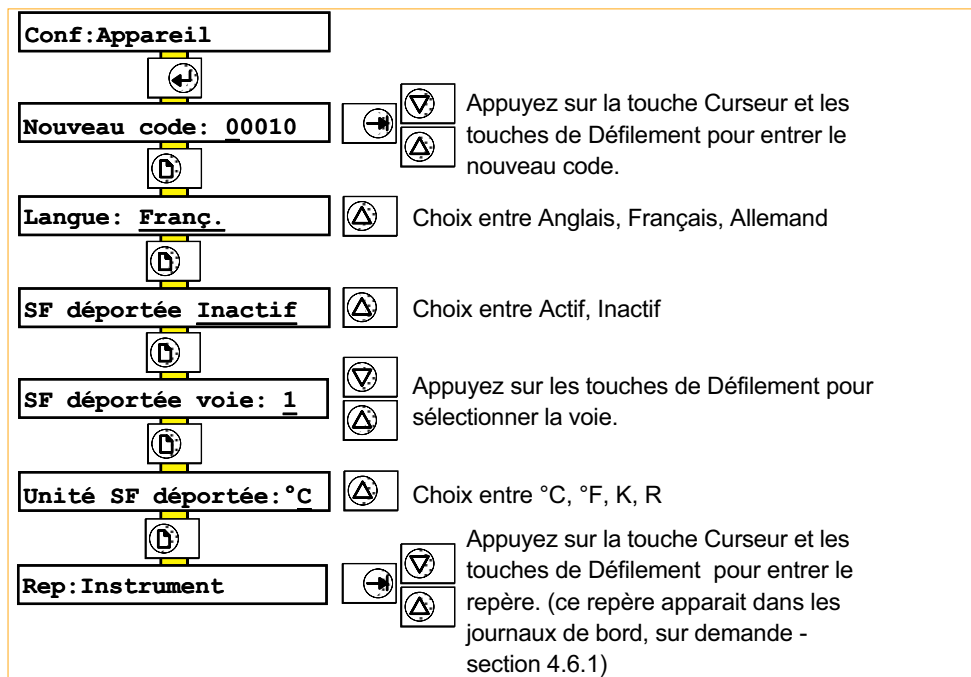 Conf:Appareil
Nouveau code: 00010
Appuyez sur la touche Curseur et les
touches de Défilement pour entrer le
nouveau code.
Langue: Franç.
Choix entre Anglais, Français, Allemand
SF déportée Inactif
Choix entre Actif, Inactif
SF déportée voie: 1
Appuyez sur les touches de Défilement pour
sélectionner la voie.
Unité SF déportée:°C
Choix entre °C, °F, K, R
Rep:Instrument
Appuyez sur la touche Curseur et les
touches de Défilement pour entrer le
repère. (ce repère apparait dans les
journaux de bord, sur demande -
section 4.6.1)